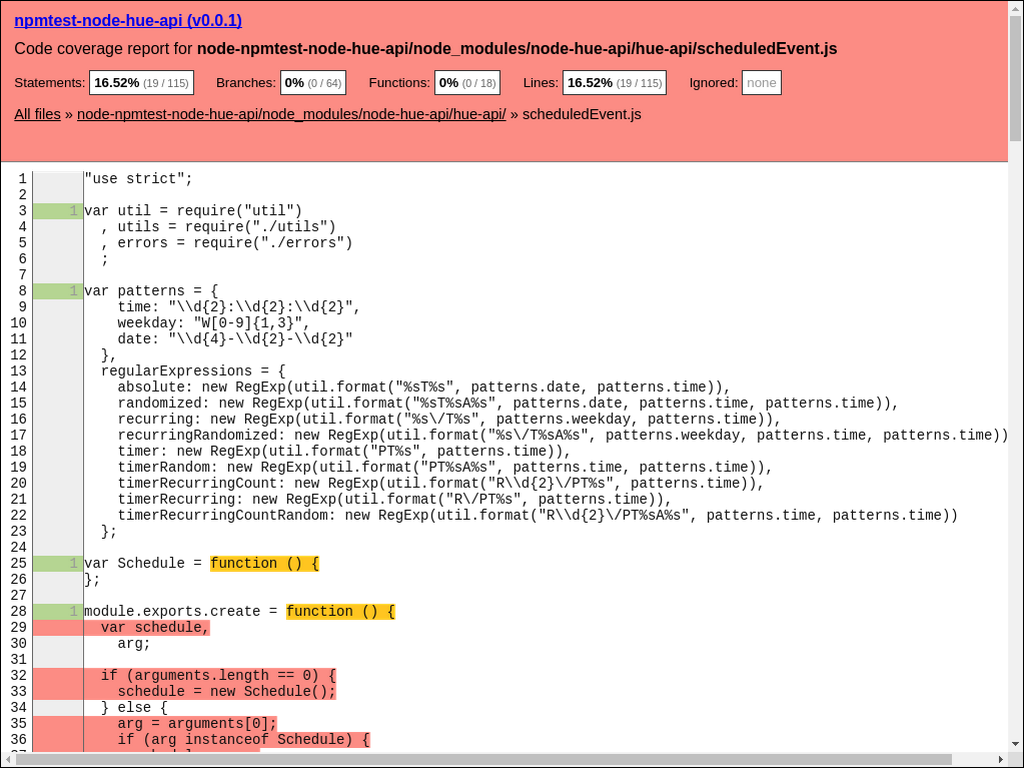 npmtest-node-hue-api (v0.0.1)
Code coverage report for node-npmtest-node-hue-api/node_modules/node-hue-api/hue-api/scheduledEvent.js
Statements: 16.52% (19 / 115) Branches: 0% (0 / 64) Functions: 0% (0 / 18) Lines: 16.52% (19 / 115) Ignored: none
All files » node-npmtest-node-hue-api/node_modules/node-hue-api/hue-api/ » scheduledEvent.js
1 "use strict";
2
3 1 var util = require("util")
4 , utils = require("./utils")
5 , errors = require("./errors")
6 ;
7
8 1 var patterns = {
9 time: "\\d{2}:\\d{2}:\\d{2}",
10 weekday: "W[0-9]{1,3}",
11 date: "\\d{4}-\\d{2}-\\d{2}"
12 },
13 regularExpressions = {
14 absolute: new RegExp(util.format("%sT%s", patterns.date, patterns.time)),
15 randomized: new RegExp(util.format("%sT%sA%s", patterns.date, patterns.time, patterns.time)),
16 recurring: new RegExp(util.format("%s\/T%s", patterns.weekday, patterns.time)),
17 recurringRandomized: new RegExp(util.format("%s\/T%sA%s", patterns.weekday, patterns.time, patterns.time))
18 timer: new RegExp(util.format("PT%s", patterns.time)),
19 timerRandom: new RegExp(util.format("PT%sA%s", patterns.time, patterns.time)),
20 timerRecurringCount: new RegExp(util.format("R\\d{2}\/PT%s", patterns.time)),
21 timerRecurring: new RegExp(util.format("R\/PT%s", patterns.time)),
22 timerRecurringCountRandom: new RegExp(util.format("R\\d{2}\/PT%sA%s", patterns.time, patterns.time))
23 };
24
25 1 var Schedule = function () {
26 };
27
28 1 module.exports.create = function () {
29 var schedule,
30 arg;
31
32 if (arguments.length == 0) {
33 schedule = new Schedule();
34 } else {
35 arg = arguments[0];
36 if (arg instanceof Schedule) {